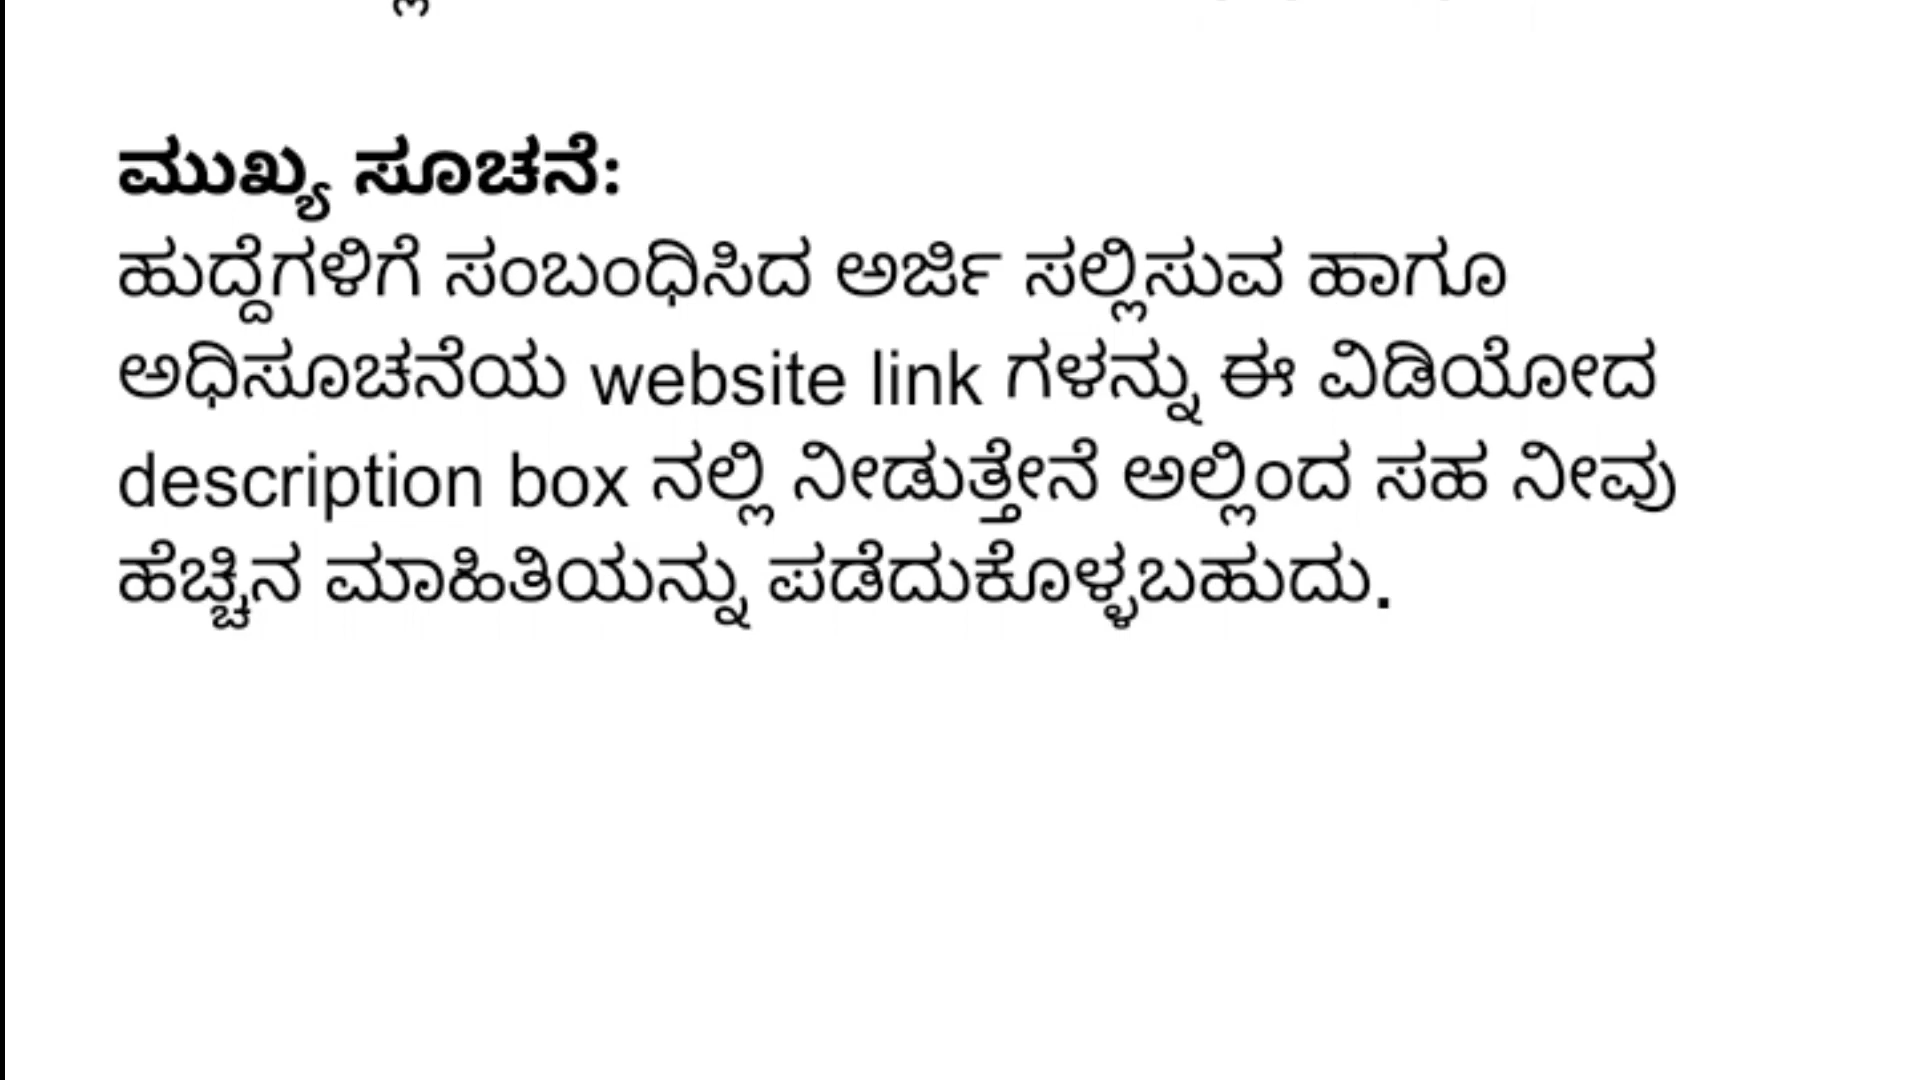 ಮುಖ್ಯ ಸೂಚನೆ:
ಹುದ್ದೆಗಳಿಗೆ ಸಂಬಂಧಿಸಿದ ಅರ್ಜಿ ಸಲ್ಲಿಸುವ ಹಾಗೂ
ಅಧಿಸೂಚನೆಯ website link ಗಳನ್ನು ಈ ವಿಡಿಯೋದ
description box ನಲ್ಲಿ ನೀಡುತ್ತೇನೆ ಅಲ್ಲಿಂದ ಸಹ ನೀವು
ಹೆಚ್ಚಿನ ಮಾಹಿತಿಯನ್ನು ಪಡೆದುಕೊಳ್ಳಬಹುದು.